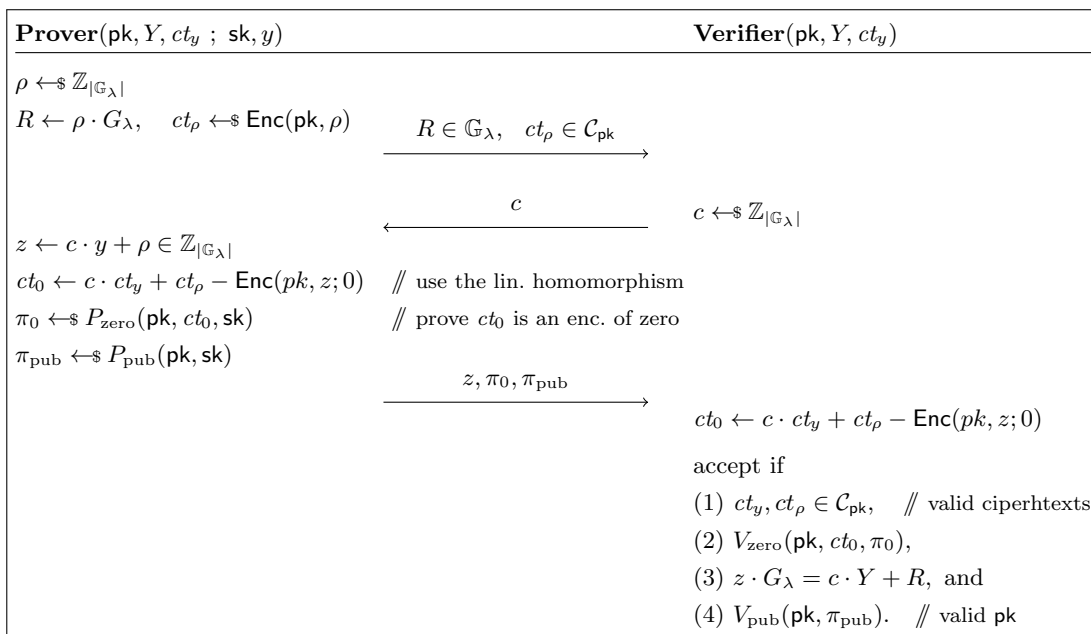 Prover(pk, Y, ct_y ; sk, y) Verifier(pk, Y, ct_y)
ρ ←$ ℤ_{|𝔾_λ|}
R ← ρ · G_λ, ct_ρ ←$ Enc(pk, ρ)
R ∈ 𝔾_λ, ct_ρ ∈ 𝒞_pk
c
c ←$ ℤ_{|𝔾_λ|}
z ← c · y + ρ ∈ ℤ_{|𝔾_λ|}
ct_0 ← c · ct_y + ct_ρ − Enc(pk, z; 0) // use the lin. homomorphism
π_0 ←$ P_zero(pk, ct_0, sk) // prove ct_0 is an enc. of zero
π_pub ←$ P_pub(pk, sk)
z, π_0, π_pub
ct_0 ← c · ct_y + ct_ρ − Enc(pk, z; 0)
accept if
(1) ct_y, ct_ρ ∈ 𝒞_pk, // valid ciperhtexts
(2) V_zero(pk, ct_0, π_0),
(3) z · G_λ = c · Y + R, and
(4) V_pub(pk, π_pub). // valid pk